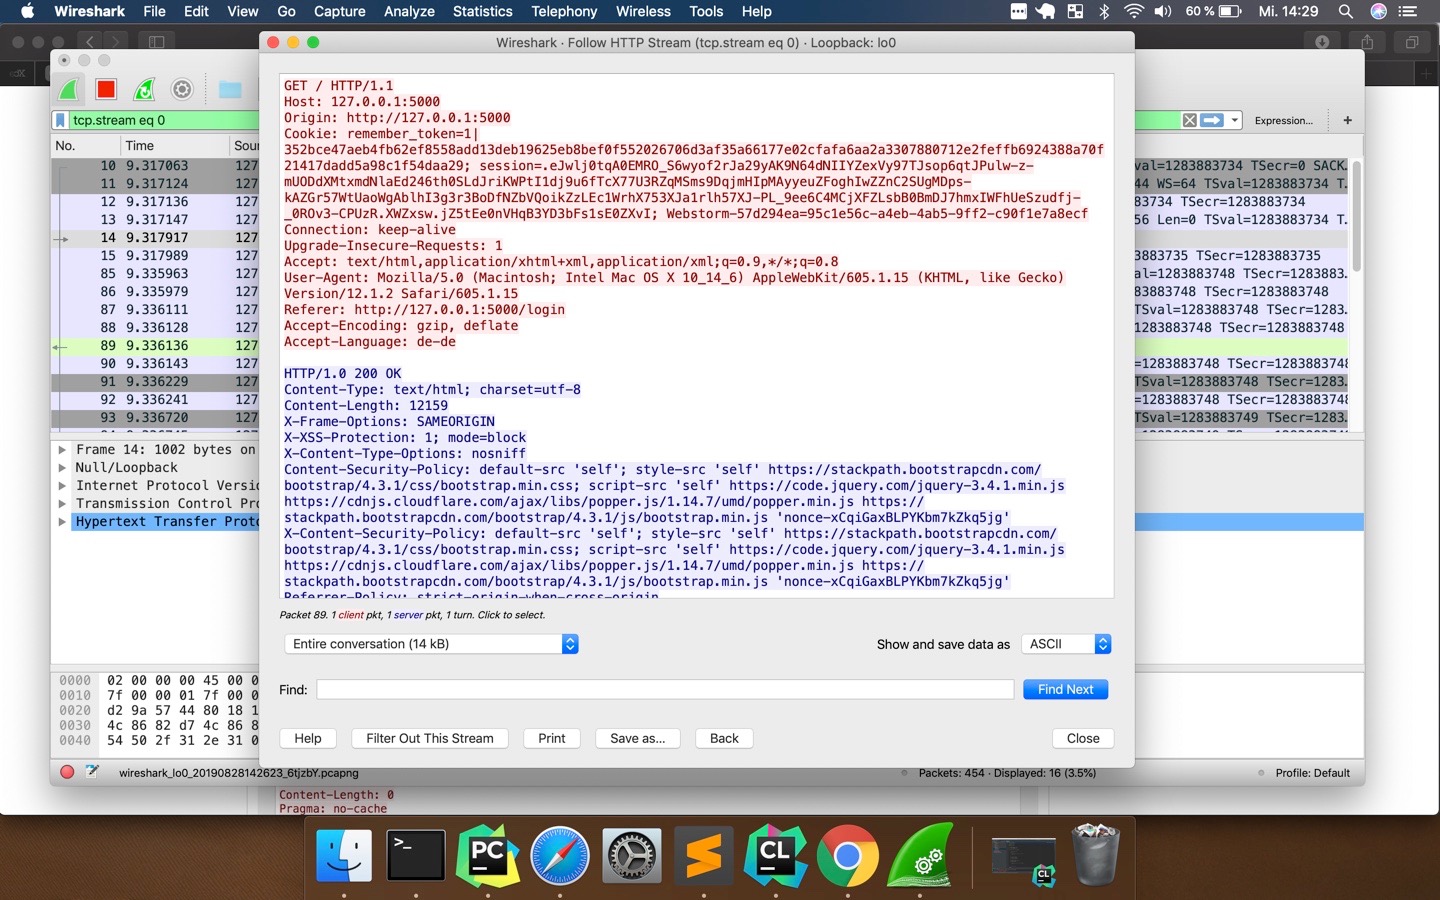 Wireshark File Edit View Go Capture Analyze Statistics Telephony Wireless Tools Help 60 % Mi. 14:29
Wireshark · Follow HTTP Stream (tcp.stream eq 0) · Loopback: lo0
tcp.stream eq 0
Expression... +
No. Time Sour
10 9.317063 127
11 9.317124 127
12 9.317136 127
13 9.317147 127
14 9.317917 127
15 9.317989 127
85 9.335963 127
86 9.335979 127
87 9.336111 127
88 9.336128 127
89 9.336136 127
90 9.336143 127
91 9.336229 127
92 9.336241 127
93 9.336720 127
GET / HTTP/1.1
Host: 127.0.0.1:5000
Origin: http://127.0.0.1:5000
Cookie: remember_token=1|
352bce47aeb4fb62ef8558add13deb19625eb8bef0f552026706d3af35a66177e02cfafa6aa2a3307880712e2feffb6924388a70f
21417dadd5a98c1f54daa29; session=.eJwlj0tqA0EMRO_S6wyof2rJa29yAK9N64dNIIYZexVy97TJsop6qtJPulw-z-
mUODdXMtxmdNlaEd246th0SLdJriKWPtI1dj9u6fTcX77U3RZqMSms9DqjmHIpMAyyeuZFoghIwZZnC2SUgMDps-
kAZGr57WtUaoWgAblhI3g3r3BoDfNZbVQoikZzLEc1WrhX753XJa1rlh57XJ-PL_9ee6C4MCjXFZLsbB0BmDJ7hmxIWFhUeSzudfj-
_0ROv3-CPUzR.XWZxsw.jZ5tEe0nVHqB3YD3bFs1sE0ZXvI; Webstorm-57d294ea=95c1e56c-a4eb-4ab5-9ff2-c90f1e7a8ecf
Connection: keep-alive
Upgrade-Insecure-Requests: 1
Accept: text/html,application/xhtml+xml,application/xml;q=0.9,*/*;q=0.8
User-Agent: Mozilla/5.0 (Macintosh; Intel Mac OS X 10_14_6) AppleWebKit/605.1.15 (KHTML, like Gecko)
Version/12.1.2 Safari/605.1.15
Referer: http://127.0.0.1:5000/login
Accept-Encoding: gzip, deflate
Accept-Language: de-de
HTTP/1.0 200 OK
Content-Type: text/html; charset=utf-8
Content-Length: 12159
X-Frame-Options: SAMEORIGIN
X-XSS-Protection: 1; mode=block
X-Content-Type-Options: nosniff
Content-Security-Policy: default-src 'self'; style-src 'self' https://stackpath.bootstrapcdn.com/
bootstrap/4.3.1/css/bootstrap.min.css; script-src 'self' https://code.jquery.com/jquery-3.4.1.min.js
https://cdnjs.cloudflare.com/ajax/libs/popper.js/1.14.7/umd/popper.min.js https://
stackpath.bootstrapcdn.com/bootstrap/4.3.1/js/bootstrap.min.js 'nonce-xCqiGaxBLPYKbm7kZkq5jg'
X-Content-Security-Policy: default-src 'self'; style-src 'self' https://stackpath.bootstrapcdn.com/
bootstrap/4.3.1/css/bootstrap.min.css; script-src 'self' https://code.jquery.com/jquery-3.4.1.min.js
https://cdnjs.cloudflare.com/ajax/libs/popper.js/1.14.7/umd/popper.min.js https://
stackpath.bootstrapcdn.com/bootstrap/4.3.1/js/bootstrap.min.js 'nonce-xCqiGaxBLPYKbm7kZkq5jg'
Referrer-Policy: strict-origin-when-cross-origin
val=1283883734 TSecr=0 SACK.
44 WS=64 TSval=1283883734 T.
83734 TSecr=1283883734
56 Len=0 TSval=1283883734 T.
3883735 TSecr=1283883735
al=1283883748 TSecr=1283883.
883748 TSecr=1283883748
TSval=1283883748 TSecr=1283.
=1283883748 TSecr=1283883748
=1283883748 TSecr=1283883748
TSval=1283883748 TSecr=1283.
=1283883748 TSecr=1283883748
TSval=1283883749 TSecr=1283.
Frame 14: 1002 bytes on
Null/Loopback
Internet Protocol Versio
Transmission Control Pro
Hypertext Transfer Proto
Packet 89. 1 client pkt, 1 server pkt, 1 turn. Click to select.
Entire conversation (14 kB) Show and save data as ASCII
Find: Find Next
Help Filter Out This Stream Print Save as... Back Close
0000 02 00 00 00 45 00 0
0010 7f 00 00 01 7f 00 0
0020 d2 9a 57 44 80 18 1
0030 4c 86 82 d7 4c 86 8
0040 54 50 2f 31 2e 31 0
wireshark_lo0_20190828142623_6tjzbY.pcapng Packets: 454 · Displayed: 16 (3.5%) Profile: Default
Content-Length: 0
Pragma: no-cache
>_ PC CL CL